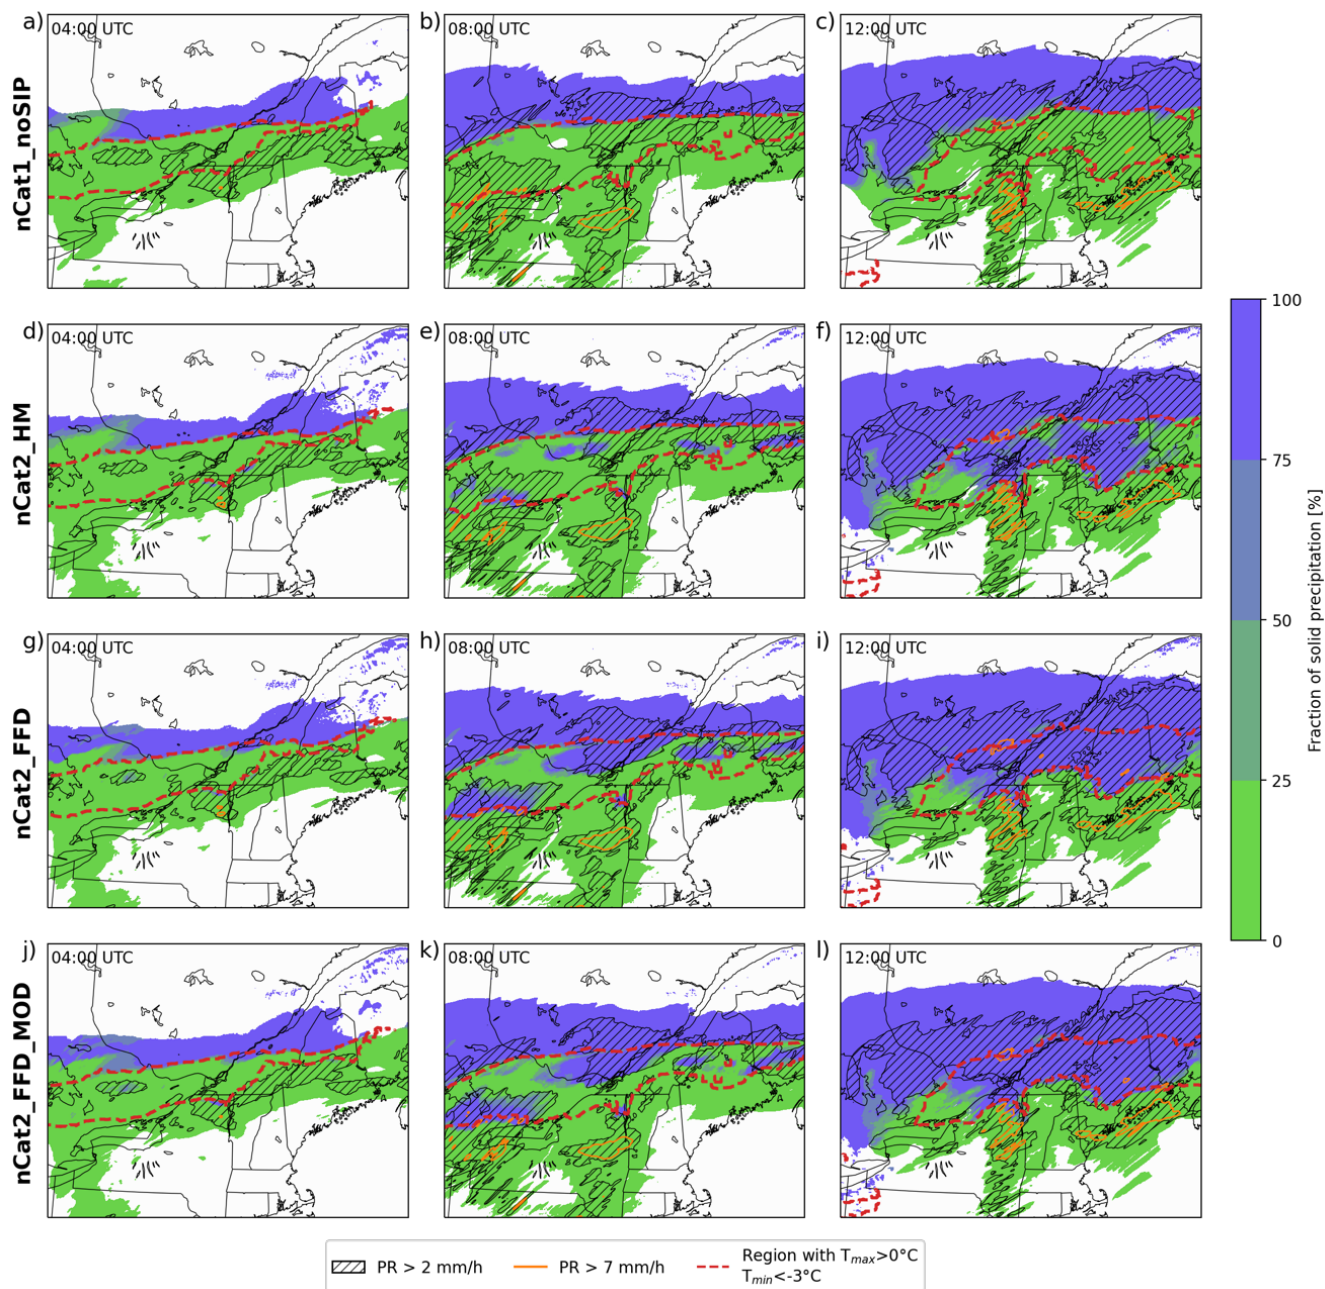 a) 04:00 UTC
b) 08:00 UTC
c) 12:00 UTC
nCat1_noSIP
d) 04:00 UTC
e) 08:00 UTC
f) 12:00 UTC
nCat2_HM
g) 04:00 UTC
h) 08:00 UTC
i) 12:00 UTC
nCat2_FFD
j) 04:00 UTC
k) 08:00 UTC
l) 12:00 UTC
nCat2_FFD_MOD
100
75
50
25
0
Fraction of solid precipitation [%]
PR > 2 mm/h
PR > 7 mm/h
Region with Tmax>0°C
Tmin<-3°C